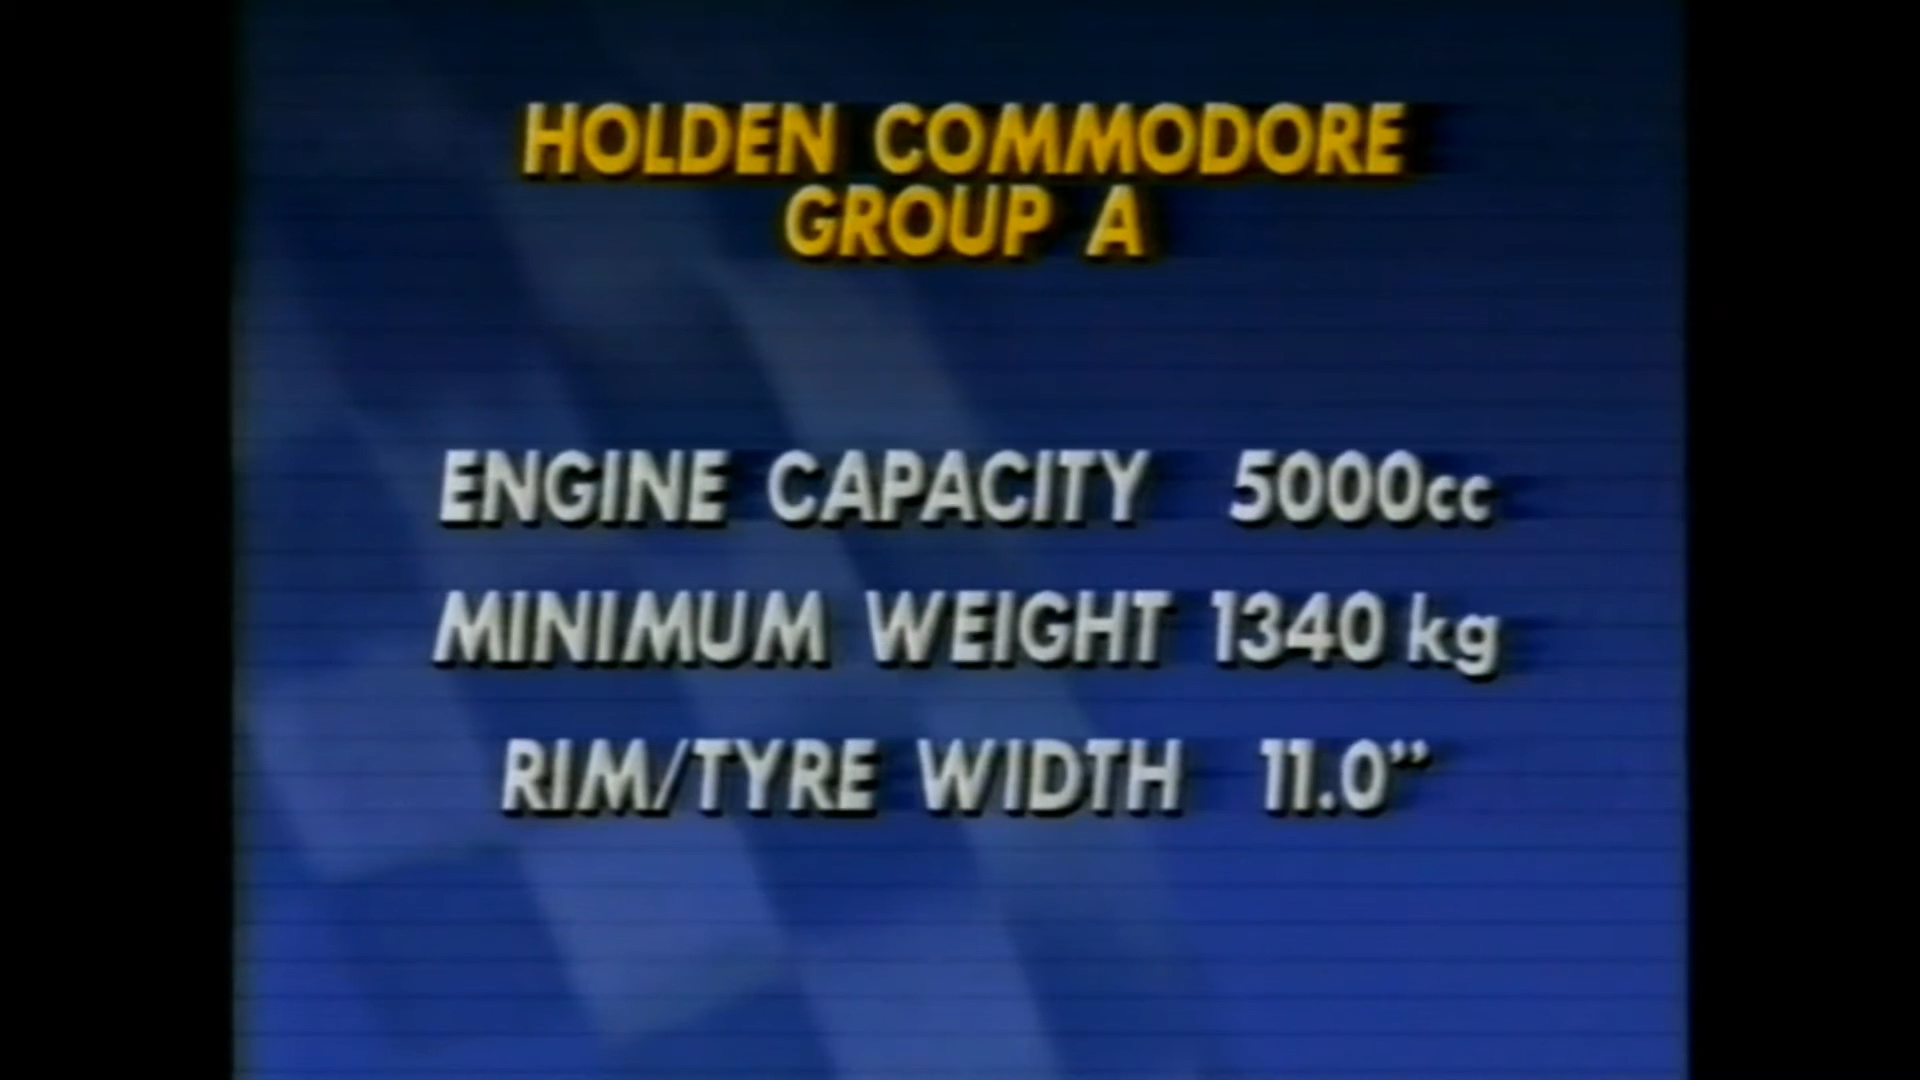 HOLDEN COMMODORE
GROUP A
ENGINE CAPACITY 5000cc
MINIMUM WEIGHT 1340 kg
RIM/TYRE WIDTH 11.0”